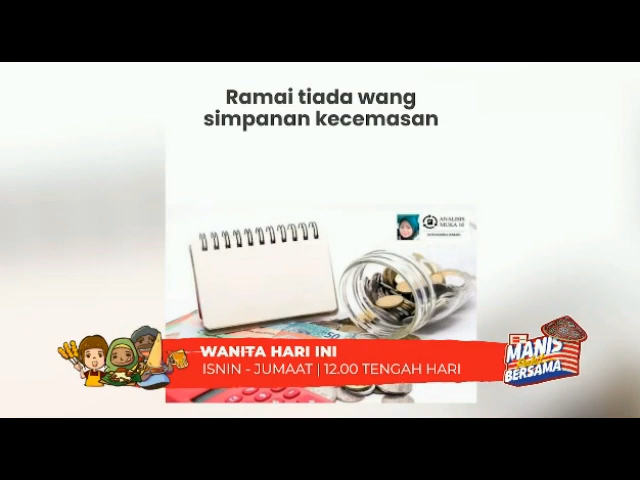 Ramai tiada wang
simpanan kecemasan
ANALISIS
MUKA 10
WANITA HARI INI
ISNIN - JUMAAT | 12.00 TENGAH HARI
MANIS
BERSAMA